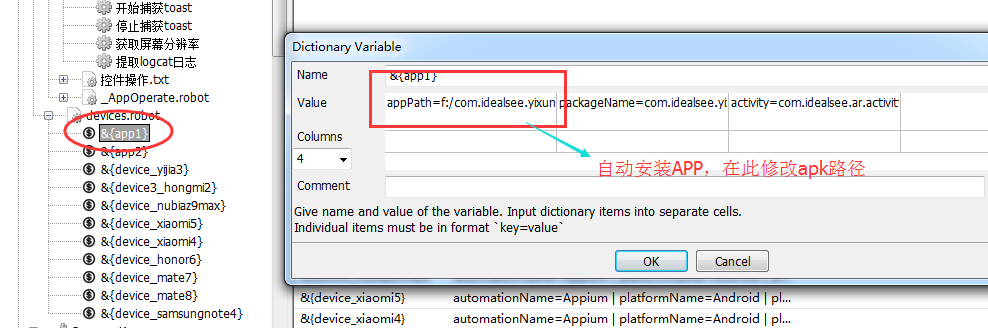 开始捕获toast
停止捕获toast
获取屏幕分辨率
提取logcat日志
控件操作.txt
_AppOperate.robot
devices.robot
&{app1}
&{app2}
&{device_yijia3}
&{device3_hongmi2}
&{device_nubiaz9max}
&{device_xiaomi5}
&{device_xiaomi4}
&{device_honor6}
&{device_mate7}
&{device_mate8}
&{device_samsungnote4}
Dictionary Variable
Name
&{app1}
Value
appPath=f:/com.idealsee.yixun
packageName=com.idealsee.yi
activity=com.idealsee.ar.activit
Columns
4
自动安装APP，在此修改apk路径
Comment
Give name and value of the variable. Input dictionary items into separate cells.
Individual items must be in format `key=value`
OK
Cancel
&{device_xiaomi5} automationName=Appium | platformName=Android | pl...
&{device_xiaomi4} automationName=Appium | platformName=Android | pl...